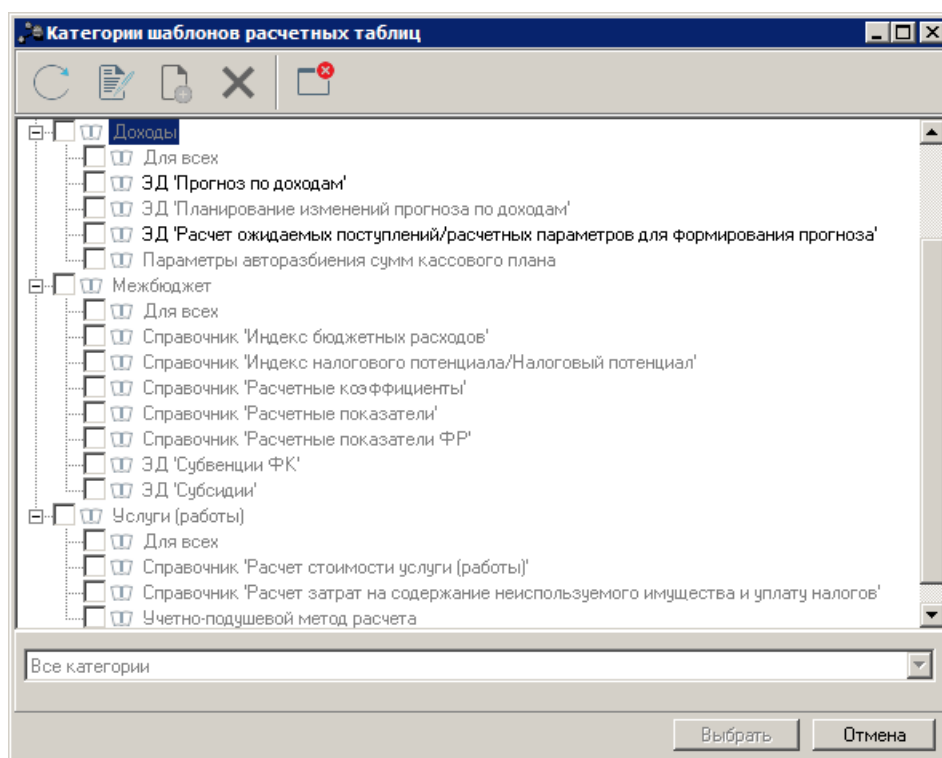 Категории шаблонов расчетных таблиц
Доходы
Для всех
ЭД 'Прогноз по доходам'
ЭД 'Планирование изменений прогноза по доходам'
ЭД 'Расчет ожидаемых поступлений/расчетных параметров для формирования прогноза'
Параметры авторазбиения сумм кассового плана
Межбюджет
Для всех
Справочник 'Индекс бюджетных расходов'
Справочник 'Индекс налогового потенциала/Налоговый потенциал'
Справочник 'Расчетные коэффициенты'
Справочник 'Расчетные показатели'
Справочник 'Расчетные показатели ФР'
ЭД 'Субвенции ФК'
ЭД 'Субсидии'
Услуги (работы)
Для всех
Справочник 'Расчет стоимости услуги (работы)'
Справочник 'Расчет затрат на содержание неиспользуемого имущества и уплату налогов'
Учетно-подушевой метод расчета
Все категории
Выбрать
Отмена